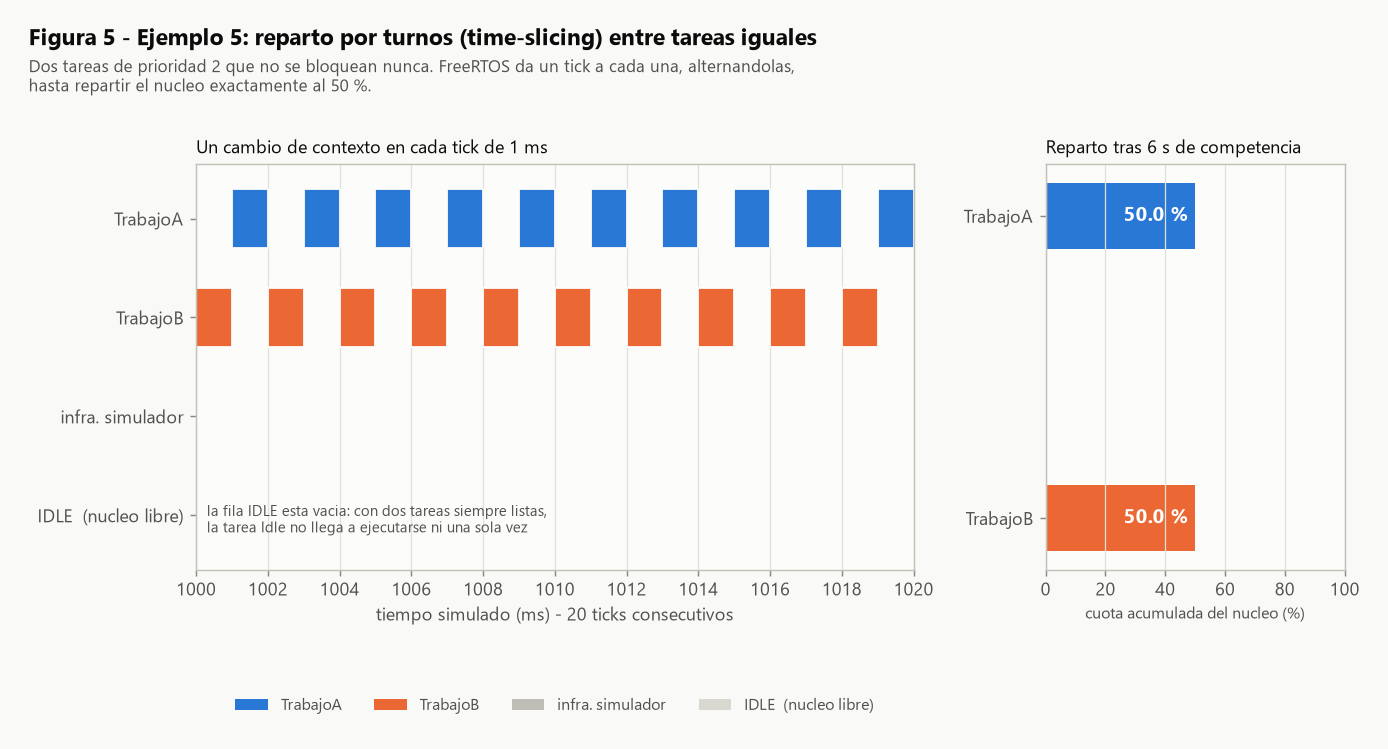 Figura 5 - Ejemplo 5: reparto por turnos (time-slicing) entre tareas iguales
Dos tareas de prioridad 2 que no se bloquean nunca. FreeRTOS da un tick a cada una, alternandolas,
hasta repartir el nucleo exactamente al 50 %.
Un cambio de contexto en cada tick de 1 ms
TrabajoA
TrabajoB
infra. simulador
IDLE (nucleo libre)
la fila IDLE esta vacia: con dos tareas siempre listas,
la tarea Idle no llega a ejecutarse ni una sola vez
1000 1002 1004 1006 1008 1010 1012 1014 1016 1018 1020
tiempo simulado (ms) - 20 ticks consecutivos
Reparto tras 6 s de competencia
TrabajoA
50.0 %
TrabajoB
50.0 %
0 20 40 60 80 100
cuota acumulada del nucleo (%)
TrabajoA TrabajoB infra. simulador IDLE (nucleo libre)